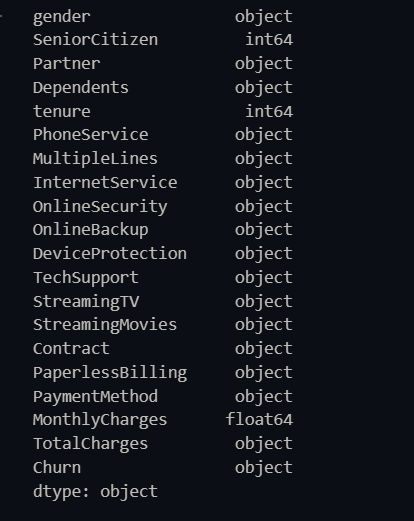 gender object
SeniorCitizen int64
Partner object
Dependents object
tenure int64
PhoneService object
MultipleLines object
InternetService object
OnlineSecurity object
OnlineBackup object
DeviceProtection object
TechSupport object
StreamingTV object
StreamingMovies object
Contract object
PaperlessBilling object
PaymentMethod object
MonthlyCharges float64
TotalCharges object
Churn object
dtype: object